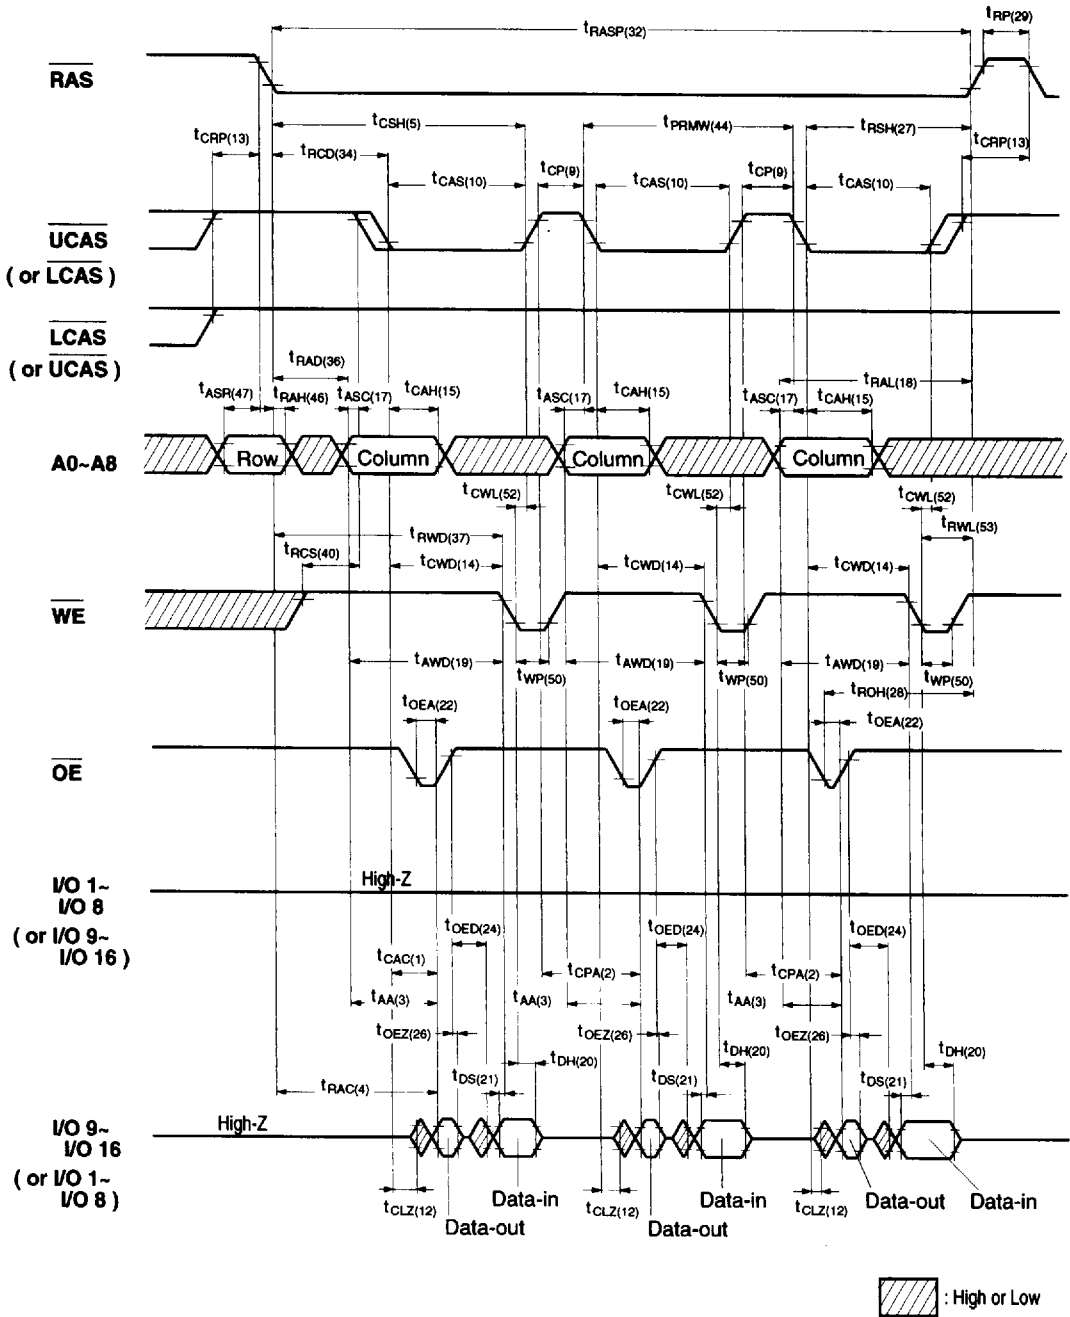 tRASP(32) tRP(29)
RAS
tCSH(5) tPRMW(44) tRSH(27)
tCRP(13) tRCD(34) tCP(9) tCP(9) tCRP(13)
tCAS(10) tCAS(10) tCAS(10)
UCAS
( or LCAS )
LCAS
( or UCAS )
tRAD(36) tRAL(18)
tASR(47) tRAH(46) tASC(17) tCAH(15) tASC(17) tCAH(15) tASC(17) tCAH(15)
A0~A8 Row Column Column Column
tCWL(52) tCWL(52) tCWL(52)
tRWD(37) tRWL(53)
tRCS(40) tCWD(14) tCWD(14) tCWD(14)
WE
tAWD(19) tWP(50) tAWD(19) tWP(50) tAWD(19) tWP(50)
tROH(28)
tOEA(22) tOEA(22) tOEA(22)
OE
I/O 1~ High-Z
I/O 8
( or I/O 9~
I/O 16 )
tOED(24) tOED(24) tOED(24)
tCAC(1) tCPA(2) tCPA(2)
tAA(3) tAA(3) tAA(3)
tOEZ(26) tOEZ(26) tOEZ(26)
tDH(20) tDH(20) tDH(20)
tRAC(4) tDS(21) tDS(21) tDS(21)
I/O 9~ High-Z
I/O 16
( or I/O 1~
I/O 8 )
tCLZ(12) Data-in tCLZ(12) Data-in tCLZ(12) Data-out Data-in
Data-out Data-out
: High or Low